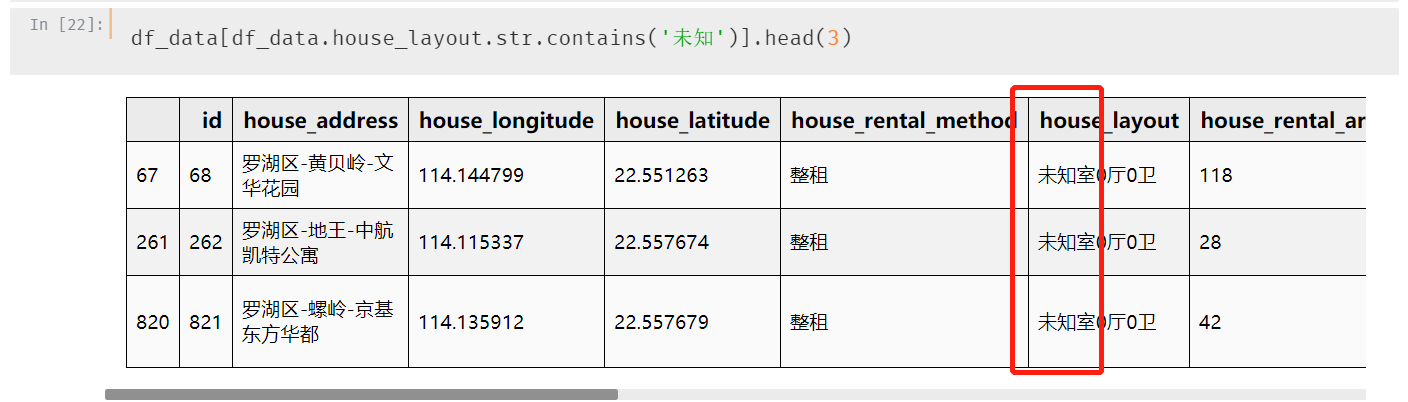 In [22]:
df_data[df_data.house_layout.str.contains('未知')].head(3)
id house_address house_longitude house_latitude house_rental_method house_layout house_rental_ar
67 68 罗湖区-黄贝岭-文华花园 114.144799 22.551263 整租 未知室0厅0卫 118
261 262 罗湖区-地王-中航凯特公寓 114.115337 22.557674 整租 未知室0厅0卫 28
820 821 罗湖区-螺岭-京基东方华都 114.135912 22.557679 整租 未知室0厅0卫 42